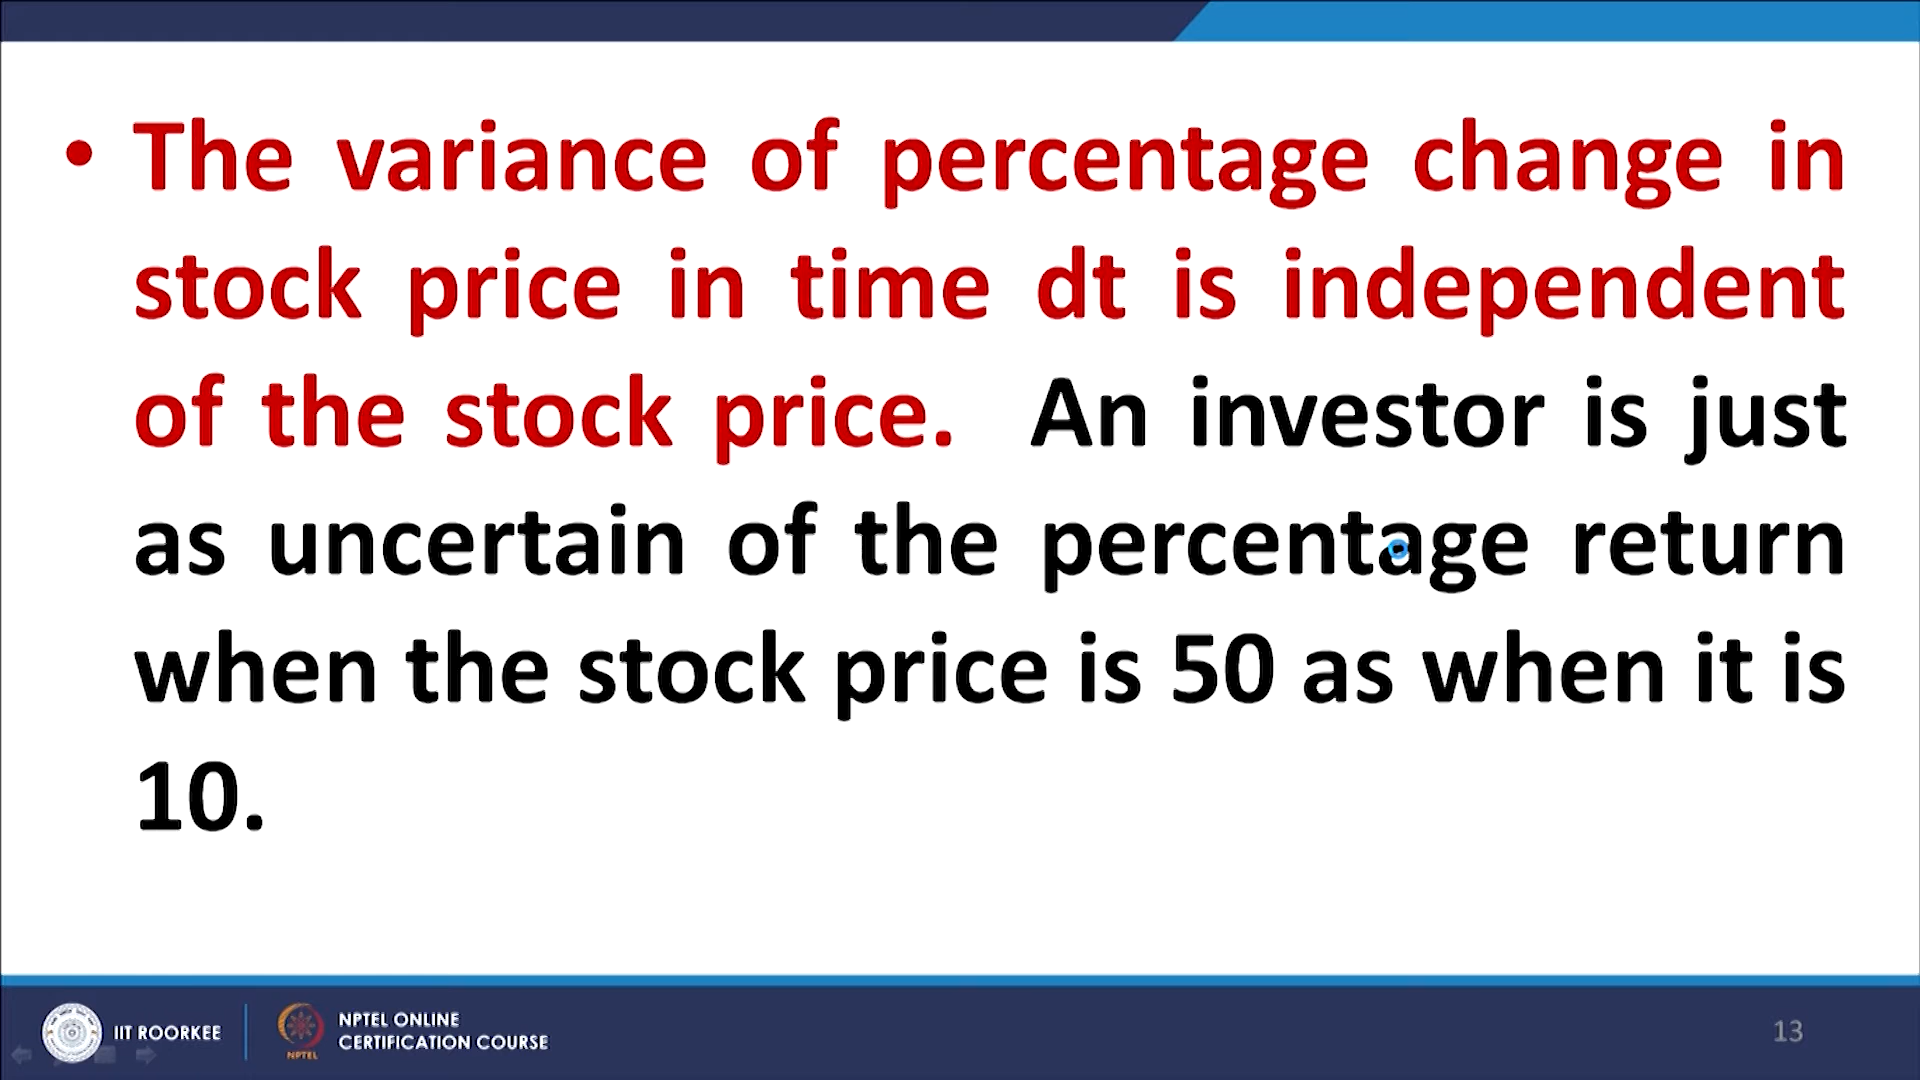 • The variance of percentage change in
stock price in time dt is independent
of the stock price. An investor is just
as uncertain of the percentage return
when the stock price is 50 as when it is
10.
IIT ROORKEE
NPTEL
NPTEL ONLINE
CERTIFICATION COURSE
13